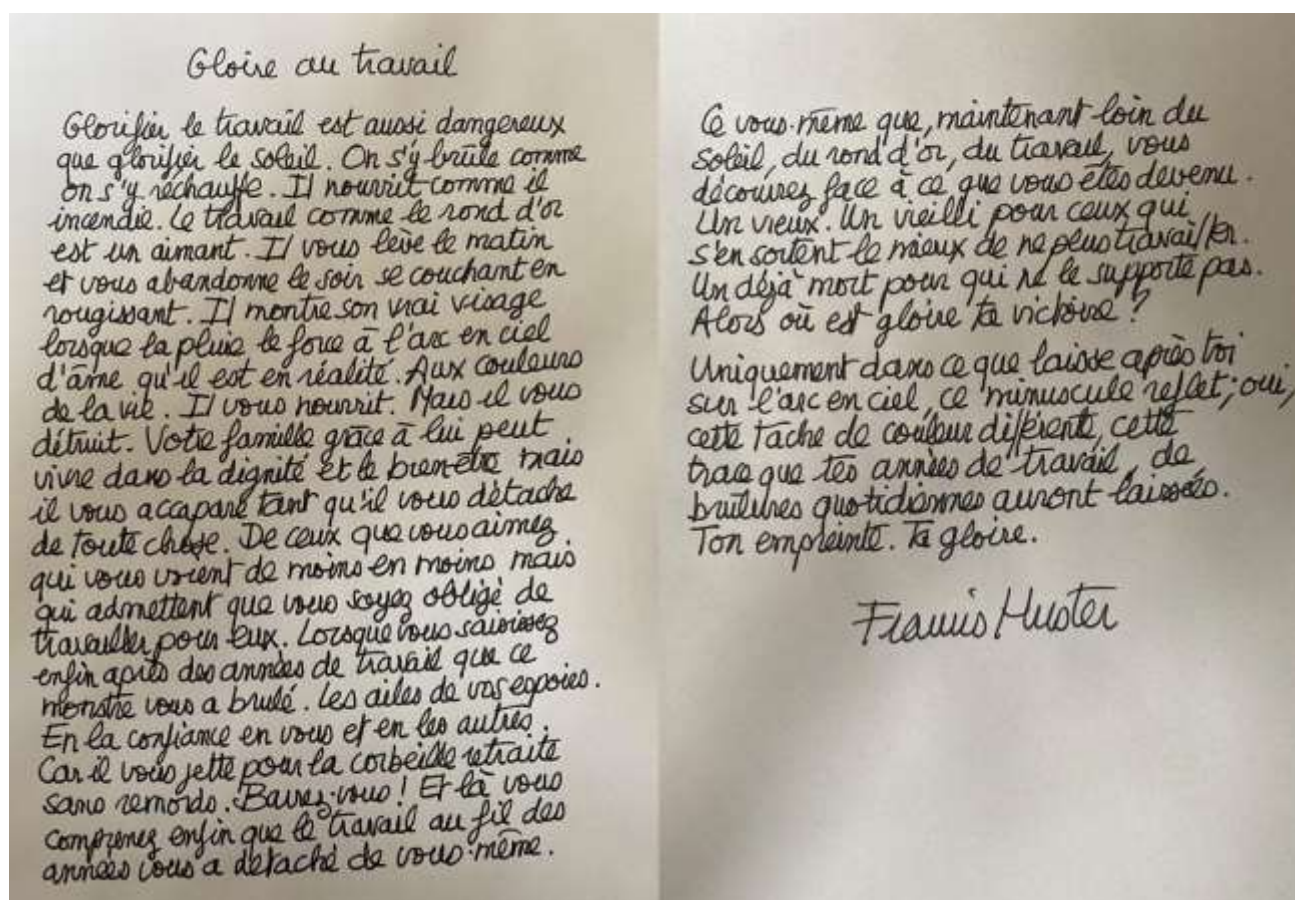 Gloire au travail
Glorifier le travail est aussi dangereux
que glorifier le soleil. On s'y brûle comme
on s'y réchauffe. Il nourrit comme il
incendie. Le travail comme le rond d'or
est un aimant. Il vous lève le matin
et vous abandonne le soir se couchant en
rougissant. Il montre son vrai visage
lorsque la pluie le force à l'arc en ciel
d'âme qu'il est en réalité. Aux couleurs
de la vie. Il vous nourrit. Mais il vous
détruit. Votre famille grâce à lui peut
vivre dans la dignité et le bien-être mais
il vous accapare tant qu'il vous détache
de toute chose. De ceux que vous aimez
qui vous voient de moins en moins mais
qui admettent que vous soyez obligé de
travailler pour eux. Lorsque vous saisissez
enfin après des années de travail que ce
monstre vous a brulé. Les ailes de vos espoirs.
En la confiance en vous et en les autres.
Car il vous jette pour la corbeille retraite
sans remords. Barrez-vous ! Et là vous
comprenez enfin que le travail au fil des
années vous a détaché de vous-même.
Ce vous-même que, maintenant loin du
soleil, du rond d'or, du travail, vous
découvrez face à ce que vous êtes devenu.
Un vieux. Un vieilli pour ceux qui
s'en sortent le mieux de ne plus travailler.
Un déjà mort pour qui ne le supporte pas.
Alors où est gloire ta victoire ?
Uniquement dans ce que laisse après toi
sur l'arc en ciel, ce minuscule reflet ; oui,
cette tache de couleur différente, cette
trace que tes années de travail, de
brûlures quotidiennes auront laissées.
Ton empreinte. Ta gloire.
Francis Huster